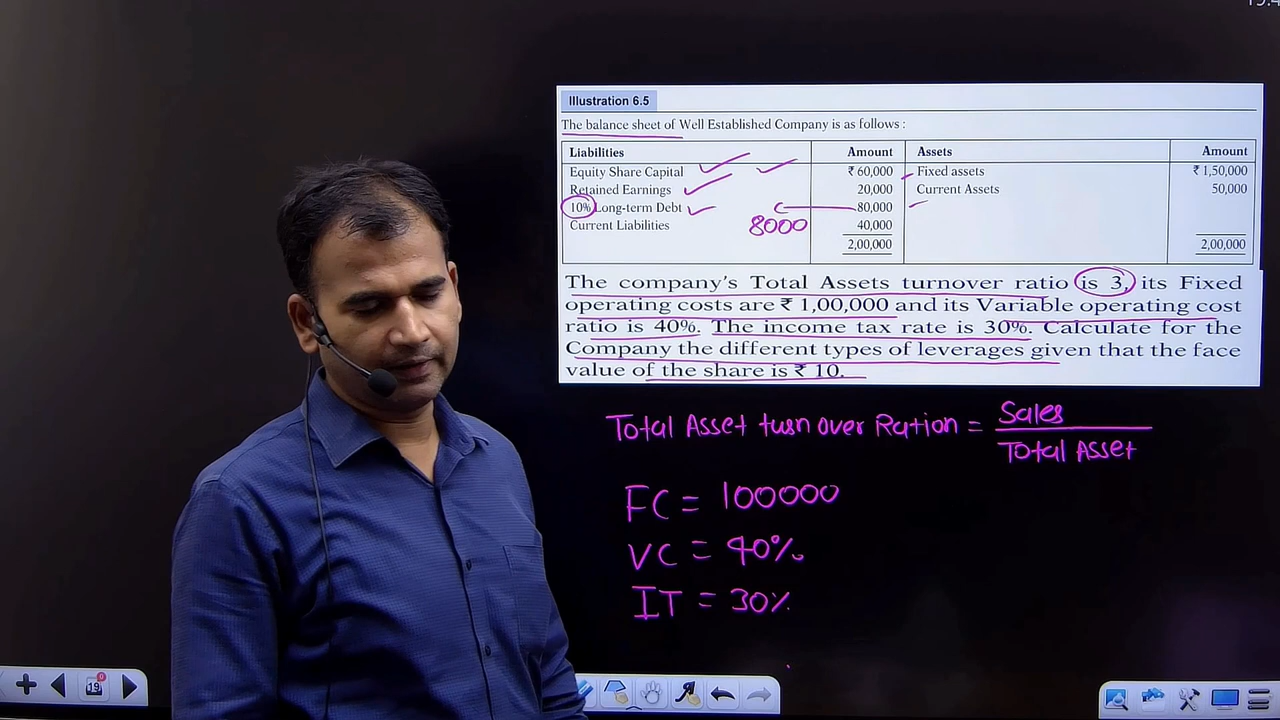 Illustration 6.5
The balance sheet of Well Established Company is as follows :
Liabilities Amount Assets Amount
Equity Share Capital ₹ 60,000 Fixed assets ₹ 1,50,000
Retained Earnings 20,000 Current Assets 50,000
10% Long-term Debt 80,000
Current Liabilities 8000 40,000
2,00,000 2,00,000
The company's Total Assets turnover ratio is 3, its Fixed
operating costs are ₹ 1,00,000 and its Variable operating cost
ratio is 40%. The income tax rate is 30%. Calculate for the
Company the different types of leverages given that the face
value of the share is ₹ 10.
Total Asset turn over Ration = Sales
Total Asset
FC = 100000
VC = 40%
IT = 30%
19